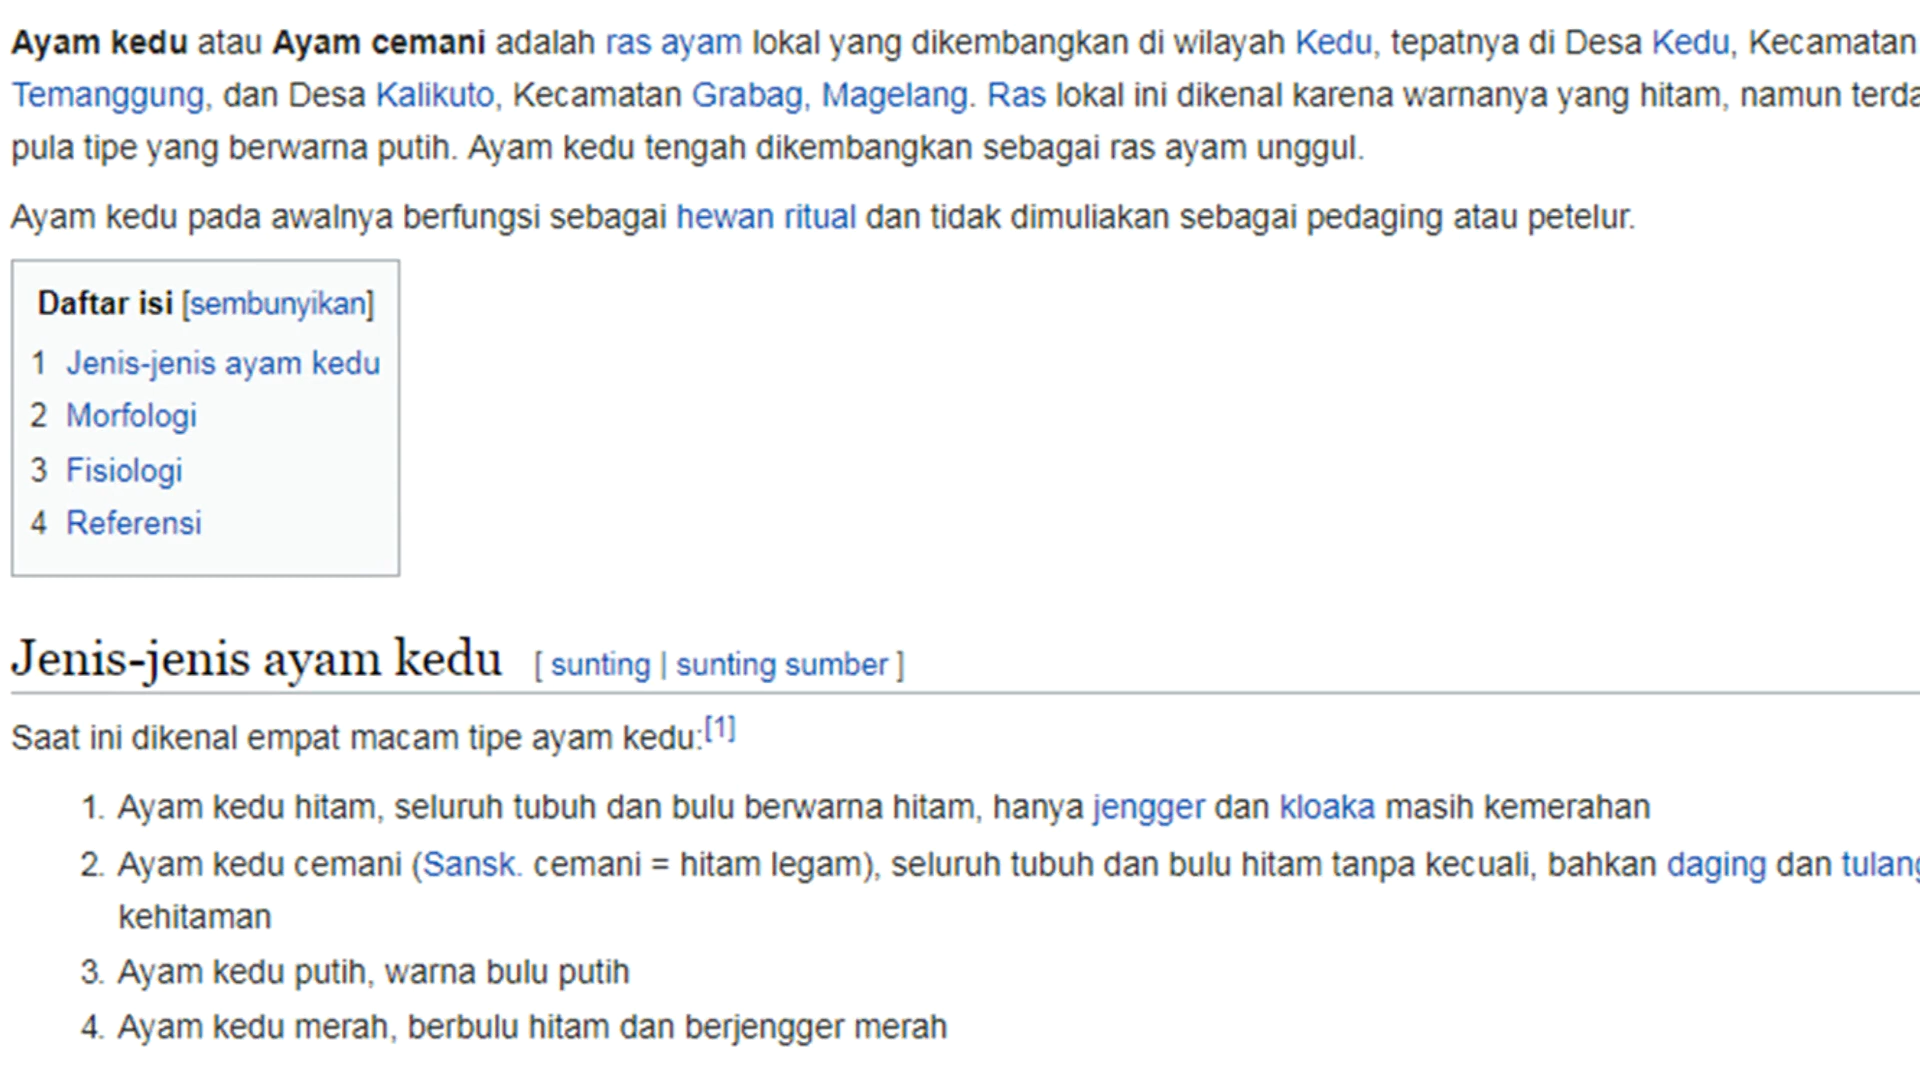 Ayam kedu atau Ayam cemani adalah ras ayam lokal yang dikembangkan di wilayah Kedu, tepatnya di Desa Kedu, Kecamatan
Temanggung, dan Desa Kalikuto, Kecamatan Grabag, Magelang. Ras lokal ini dikenal karena warnanya yang hitam, namun
pula tipe yang berwarna putih. Ayam kedu tengah dikembangkan sebagai ras ayam unggul.
Ayam kedu pada awalnya berfungsi sebagai hewan ritual dan tidak dimuliakan sebagai pedaging atau petelur.
Daftar isi [sembunyikan]
1 Jenis-jenis ayam kedu
2 Morfologi
3 Fisiologi
4 Referensi
Jenis-jenis ayam kedu [ sunting | sunting sumber ]
Saat ini dikenal empat macam tipe ayam kedu:[1]
1. Ayam kedu hitam, seluruh tubuh dan bulu berwarna hitam, hanya jengger dan kloaka masih kemerahan
2. Ayam kedu cemani (Sansk. cemani = hitam legam), seluruh tubuh dan bulu hitam tanpa kecuali, bahkan daging dan tulang
kehitaman
3. Ayam kedu putih, warna bulu putih
4. Ayam kedu merah, berbulu hitam dan berjengger merah